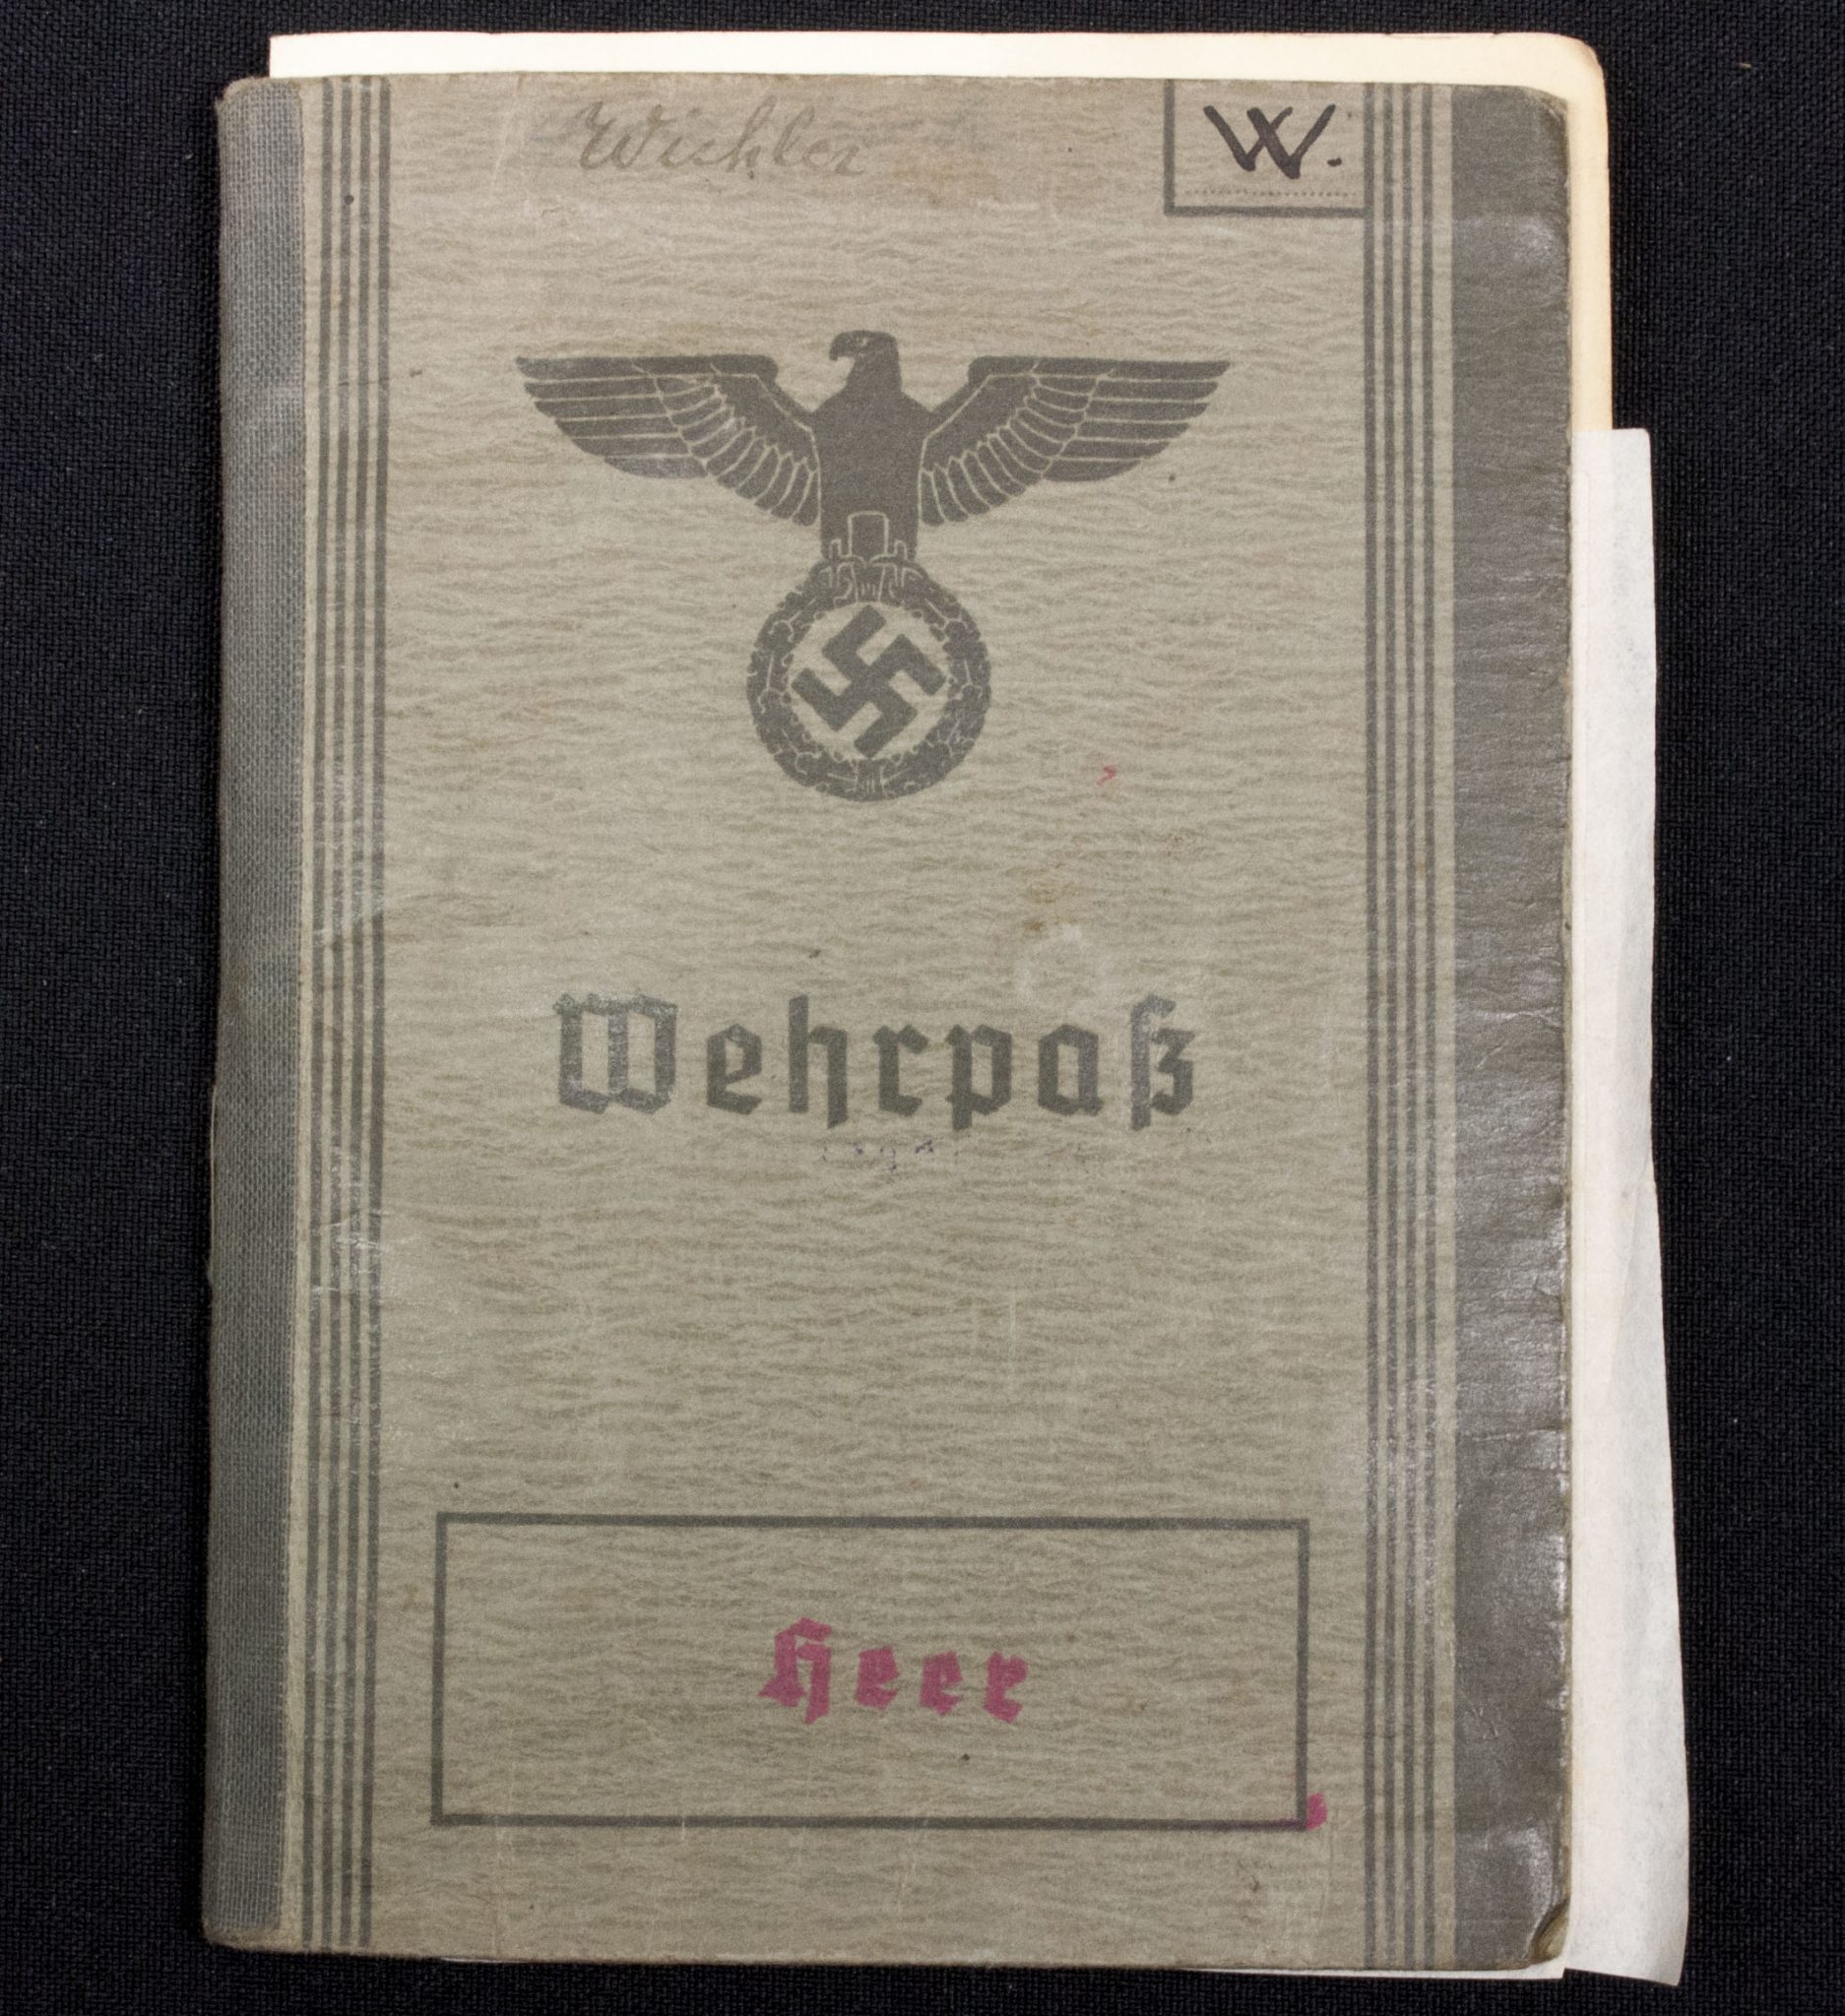 Wichler
W.
Wehrpaß
Heer